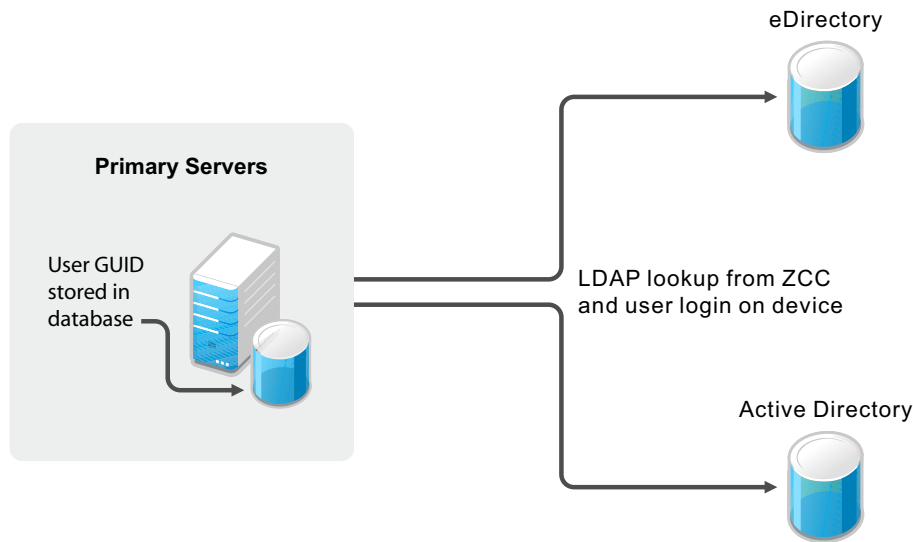 eDirectory
Primary Servers
User GUID
stored in
database
LDAP lookup from ZCC
and user login on device
Active Directory